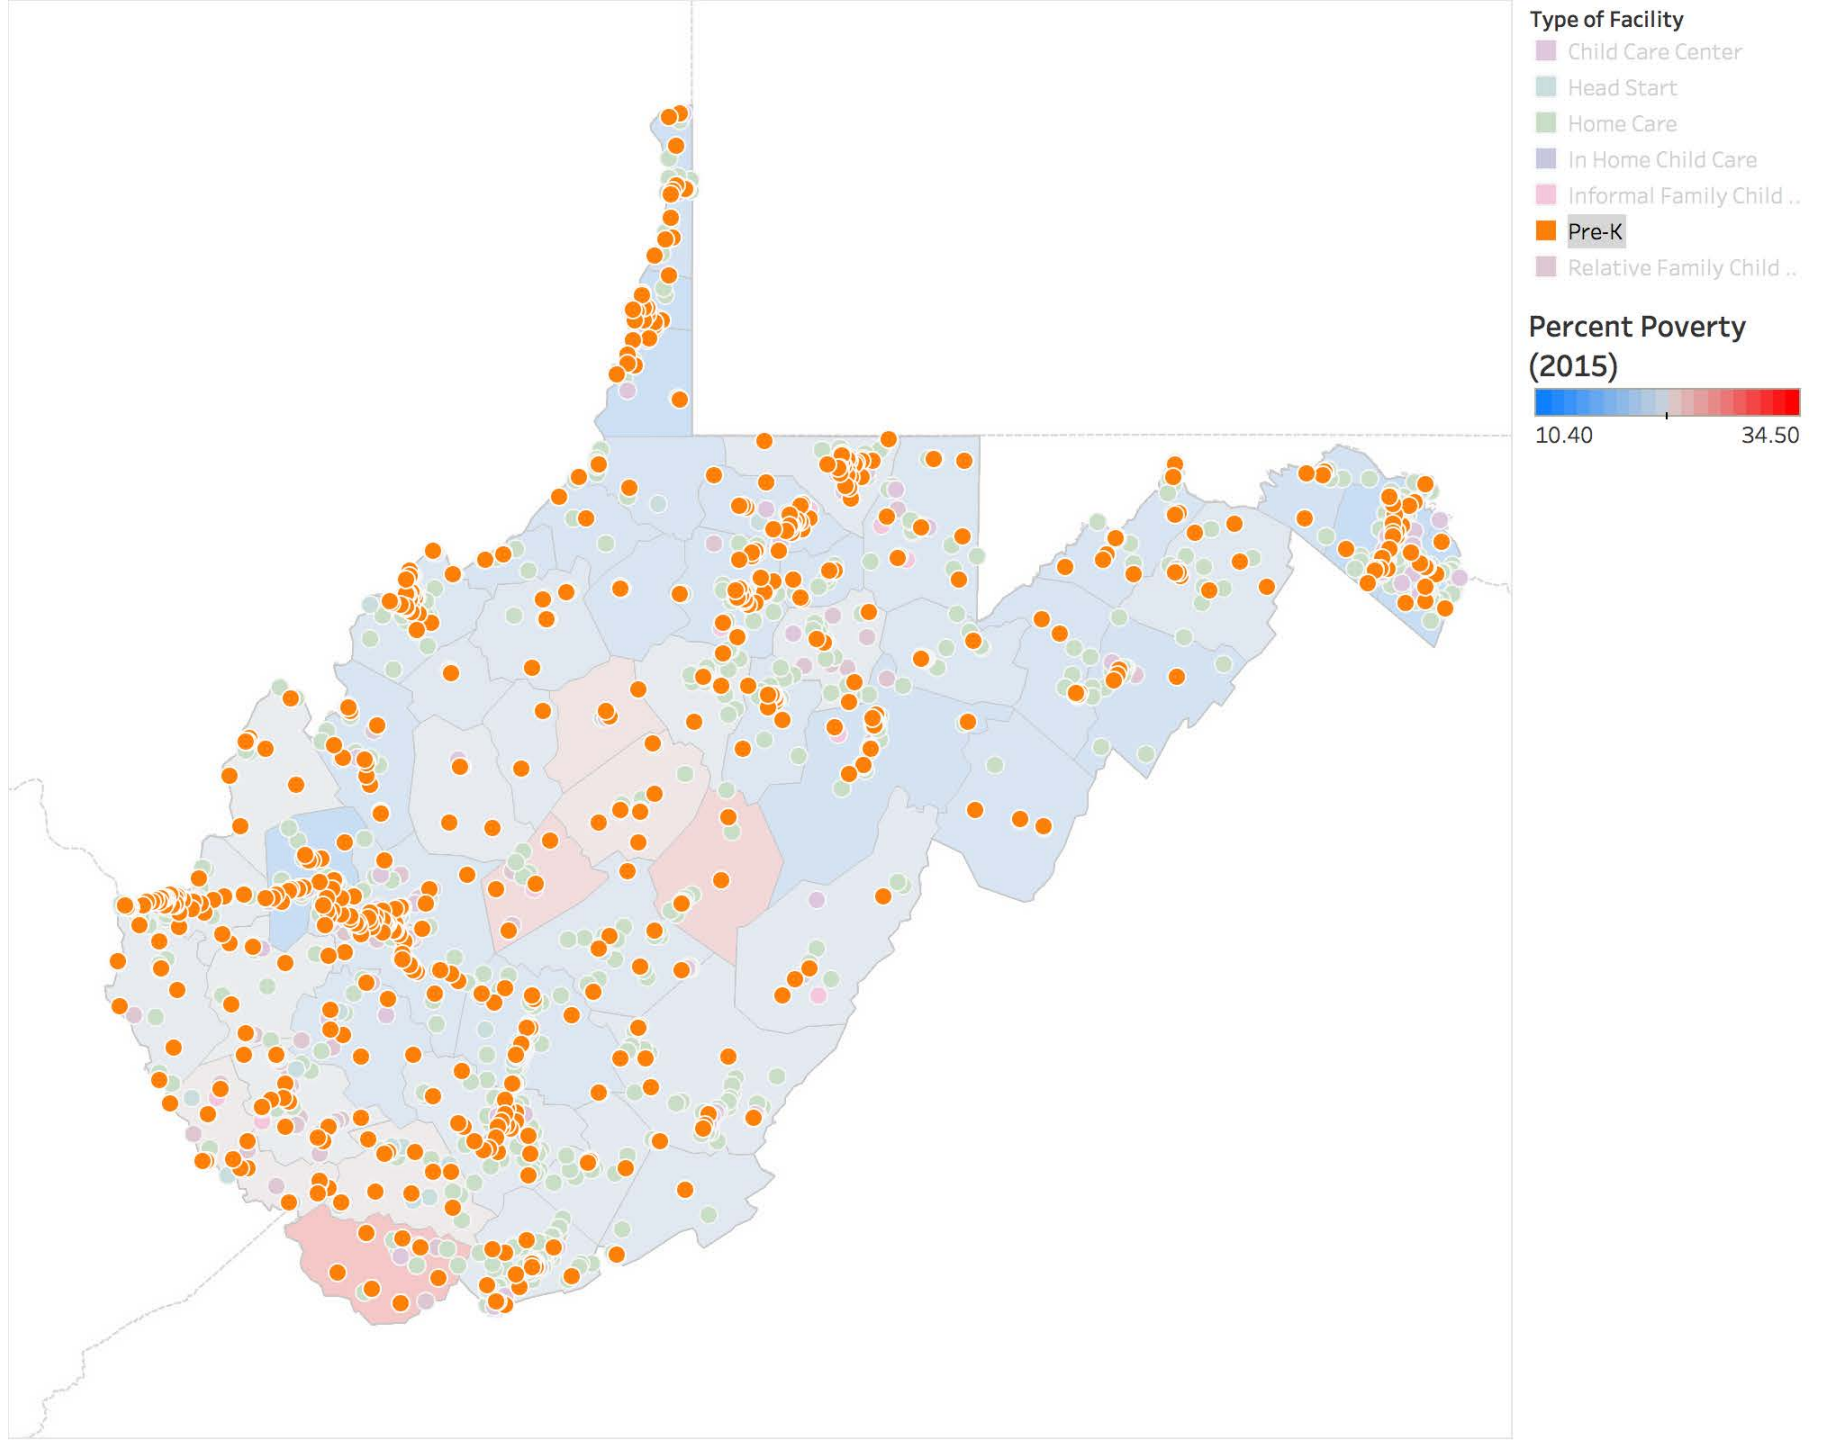 Type of Facility
Child Care Center
Head Start
Home Care
In Home Child Care
Informal Family Child ..
Pre-K
Relative Family Child ..
Percent Poverty
(2015)
10.40 34.50